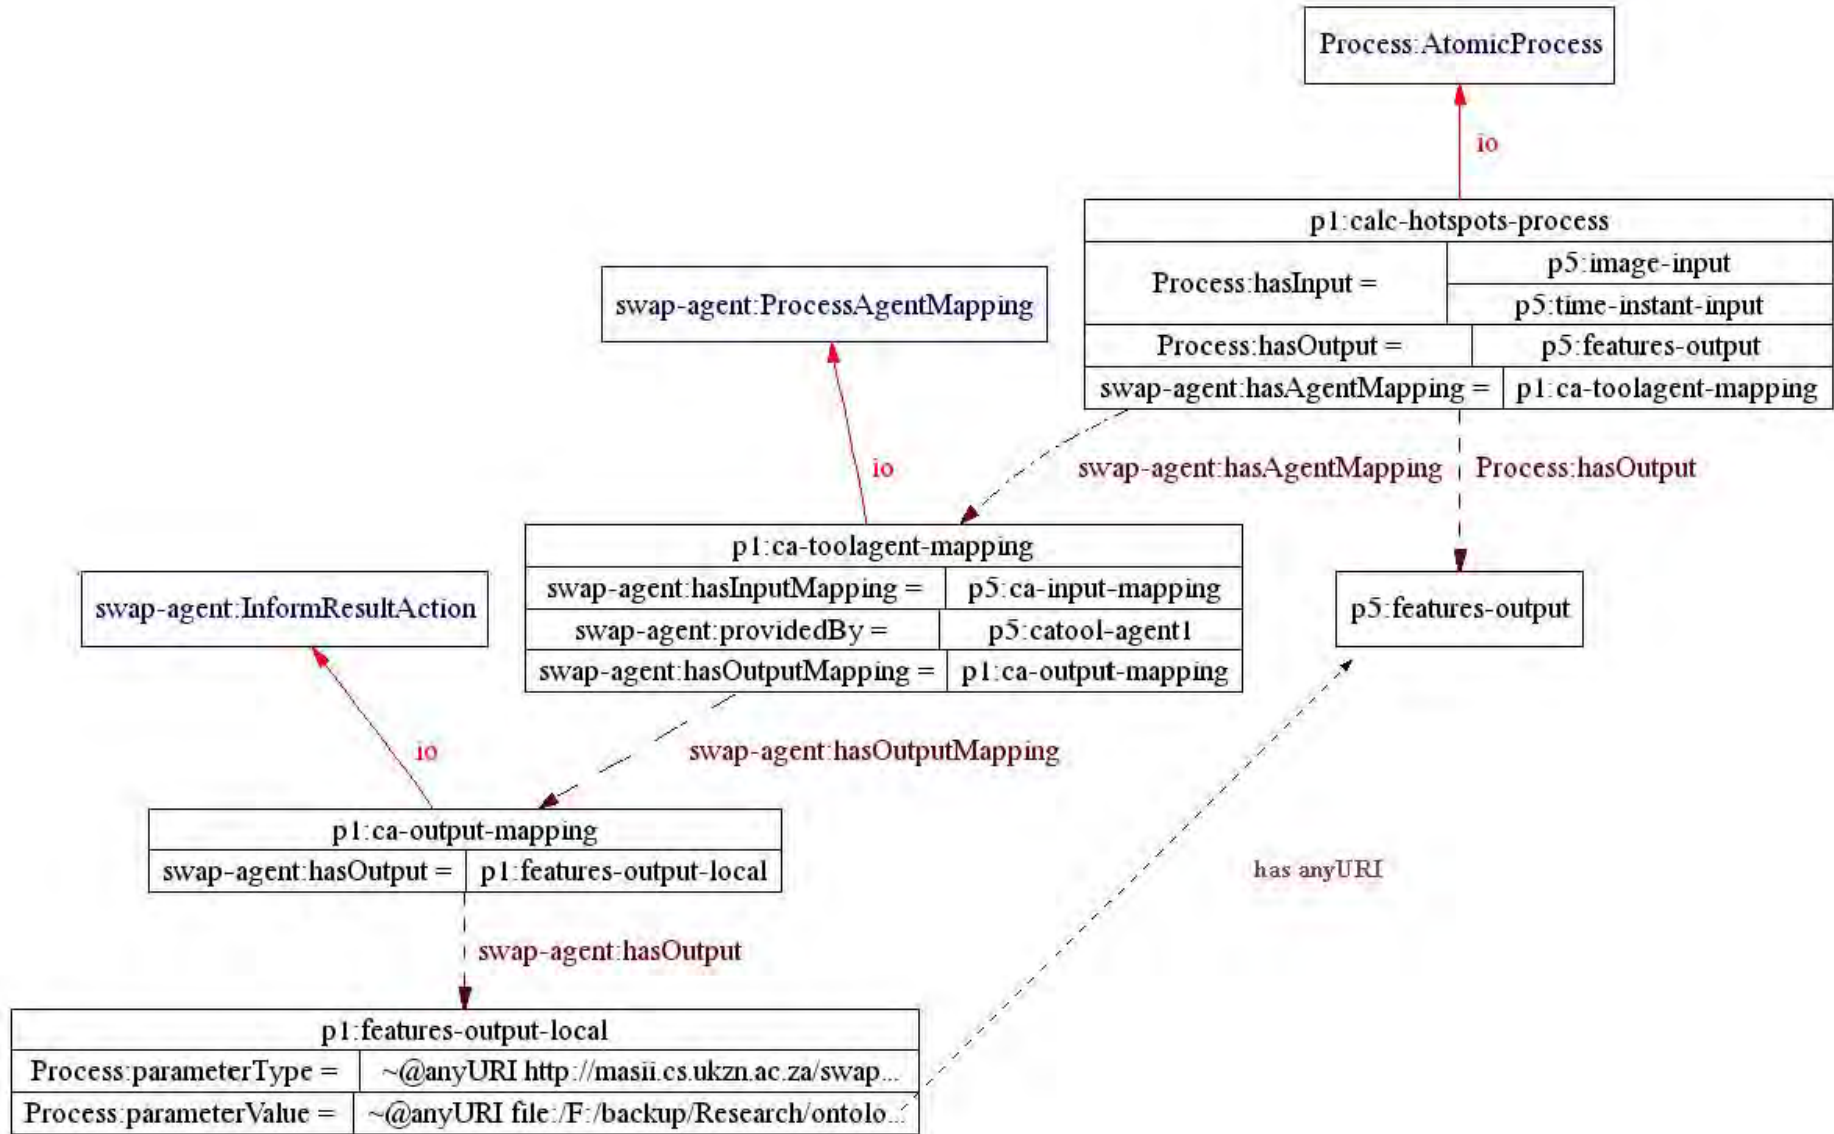 Process:AtomicProcess
io
p1:calc-hotspots-process
Process:hasInput = p5:image-input
p5:time-instant-input
Process:hasOutput = p5:features-output
swap-agent:hasAgentMapping = p1:ca-toolagent-mapping
swap-agent:ProcessAgentMapping
io
swap-agent:hasAgentMapping
Process:hasOutput
p1:ca-toolagent-mapping
swap-agent:hasInputMapping = p5:ca-input-mapping
swap-agent:providedBy = p5:catool-agent1
swap-agent:hasOutputMapping = p1:ca-output-mapping
p5:features-output
swap-agent:InformResultAction
io
swap-agent:hasOutputMapping
p1:ca-output-mapping
swap-agent:hasOutput = p1:features-output-local
has anyURI
swap-agent:hasOutput
p1:features-output-local
Process:parameterType = ~@anyURI http://masii.cs.ukzn.ac.za/swap...
Process:parameterValue = ~@anyURI file:/F:/backup/Research/ontolo...